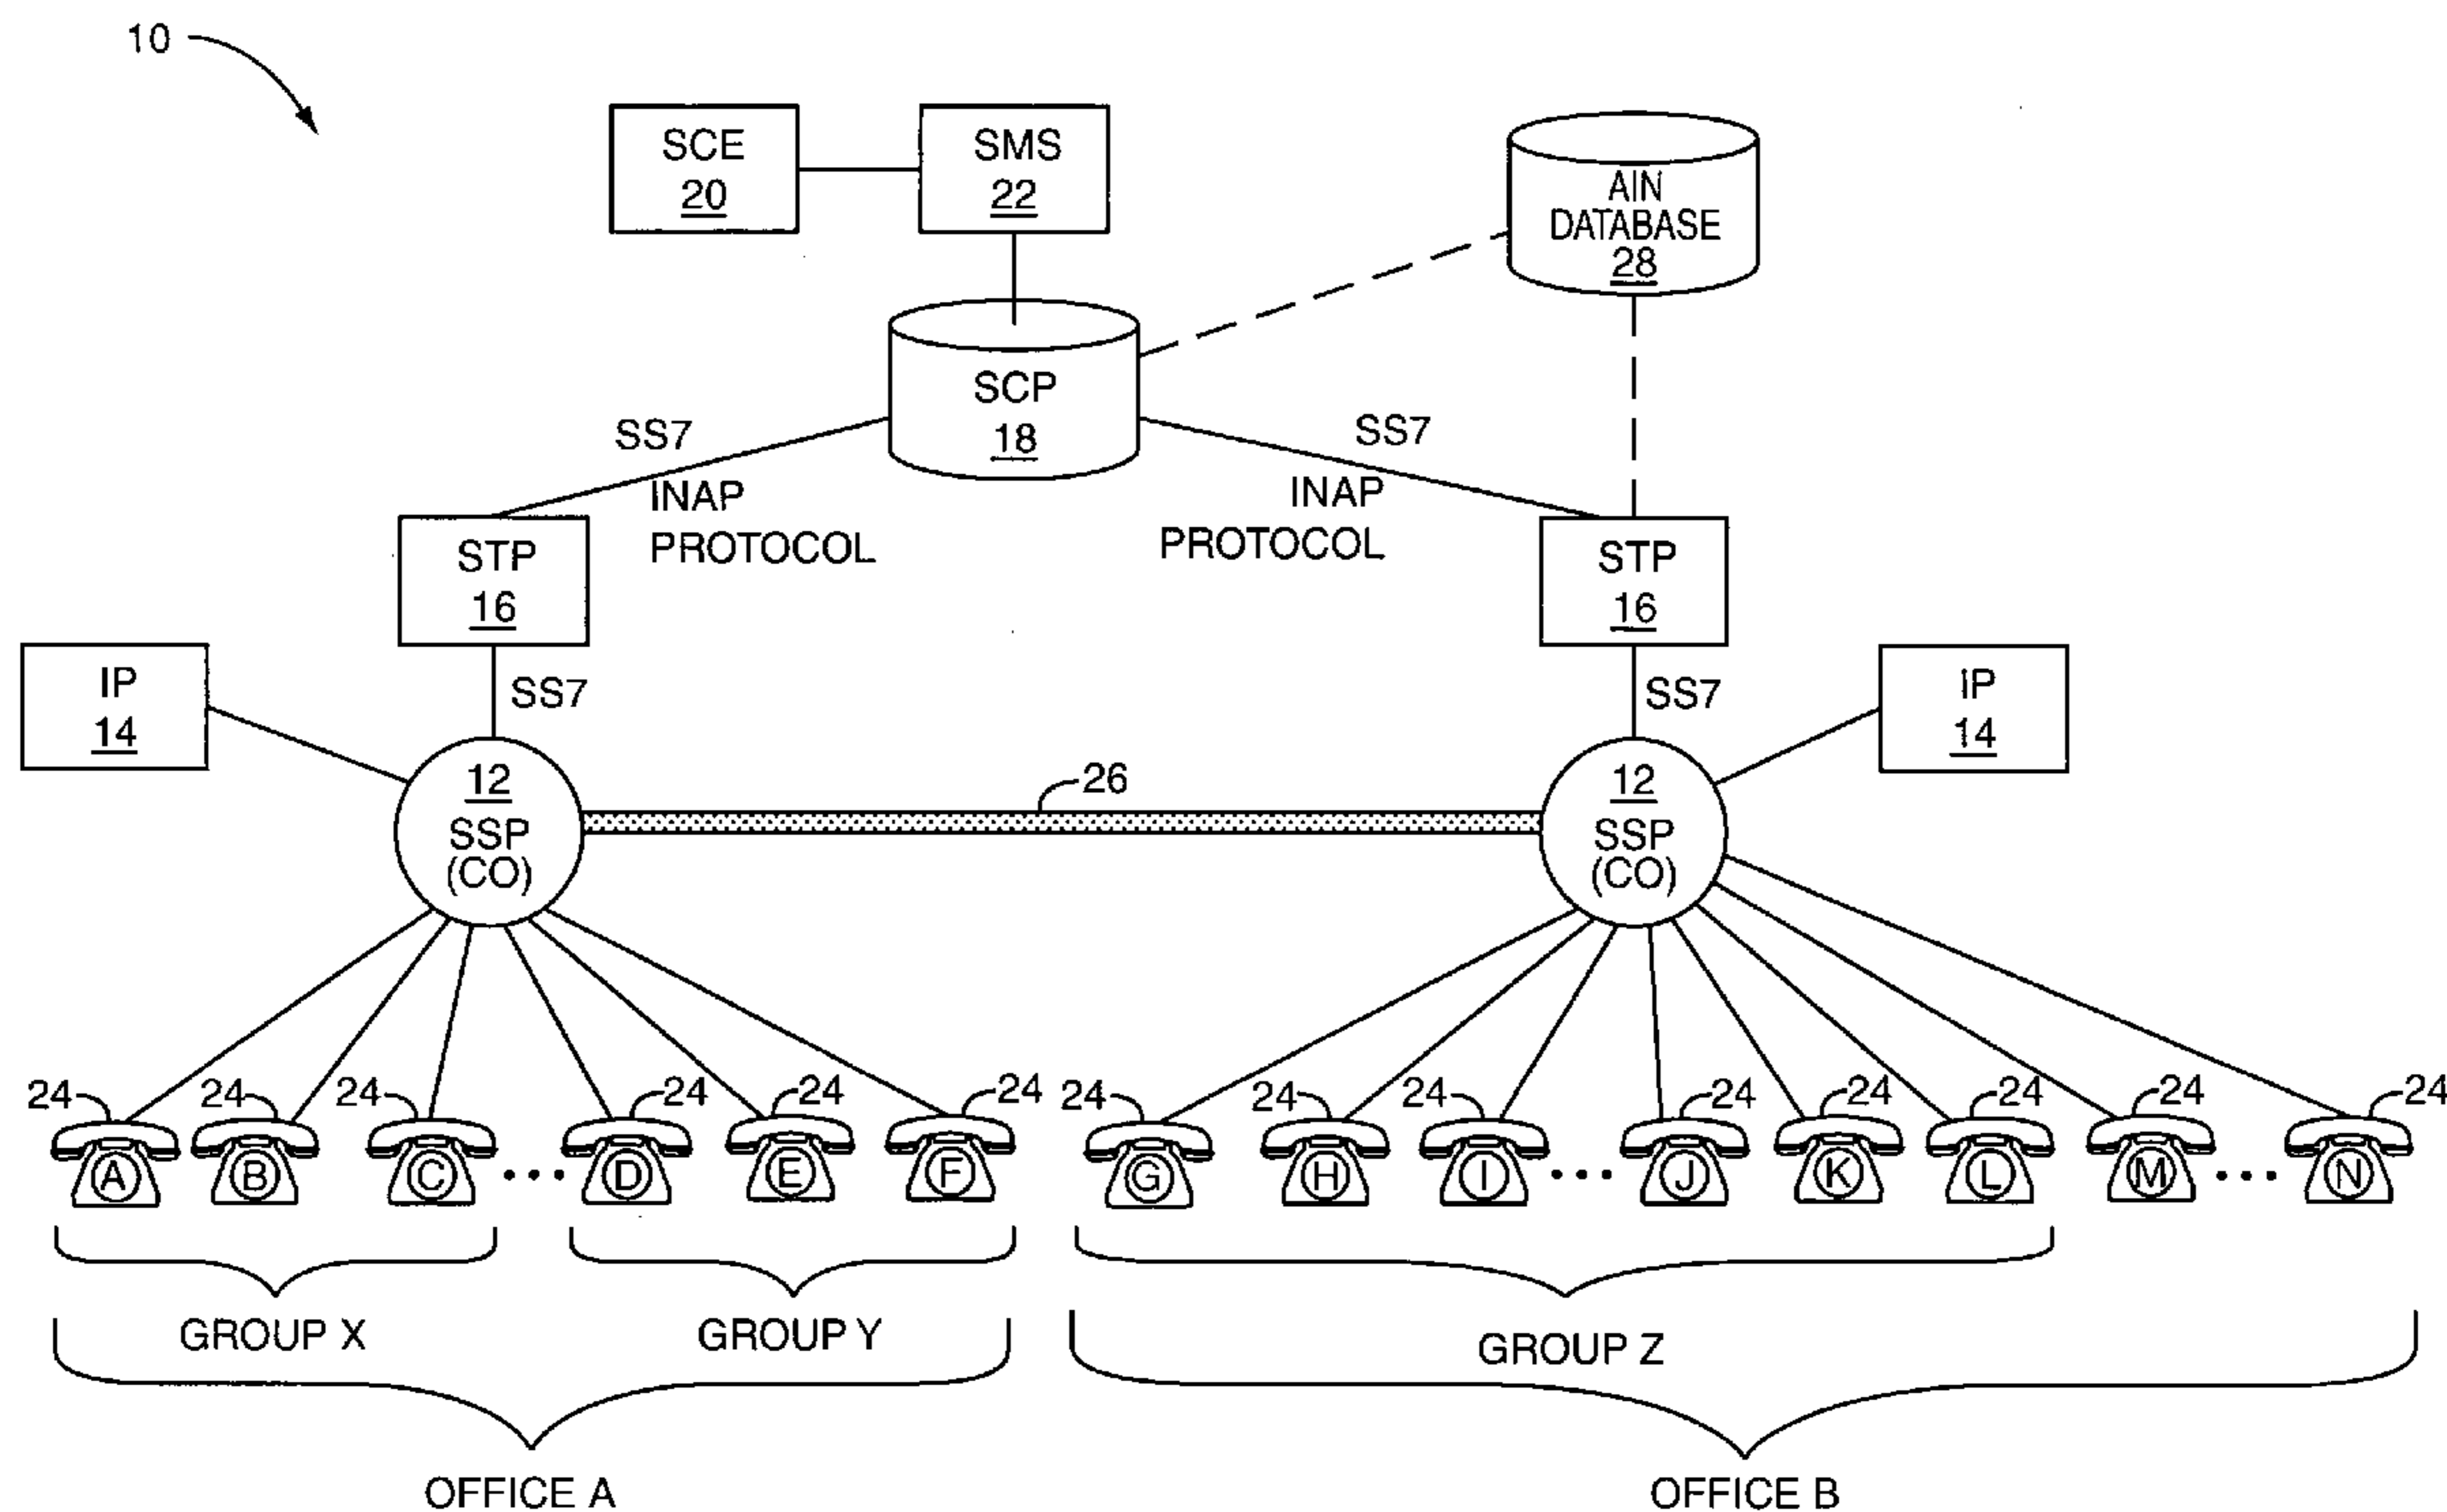 10
SCE
20
SMS
22
AIN
DATABASE
28
SCP
18
SS7
INAP
PROTOCOL
SS7
INAP
PROTOCOL
STP
16
STP
16
IP
14
SS7
SS7
IP
14
12
SSP
(CO)
26
12
SSP
(CO)
24 24 24 24 24 24 24 24 24 24 24 24 24 24
A B C ... D E F G H I ... J K L M ... N
GROUP X
GROUP Y
GROUP Z
OFFICE A
OFFICE B